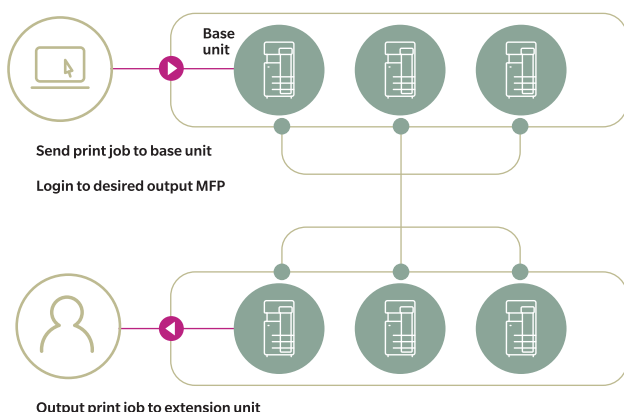 Base
unit
Send print job to base unit
Login to desired output MFP
Output print job to extension unit